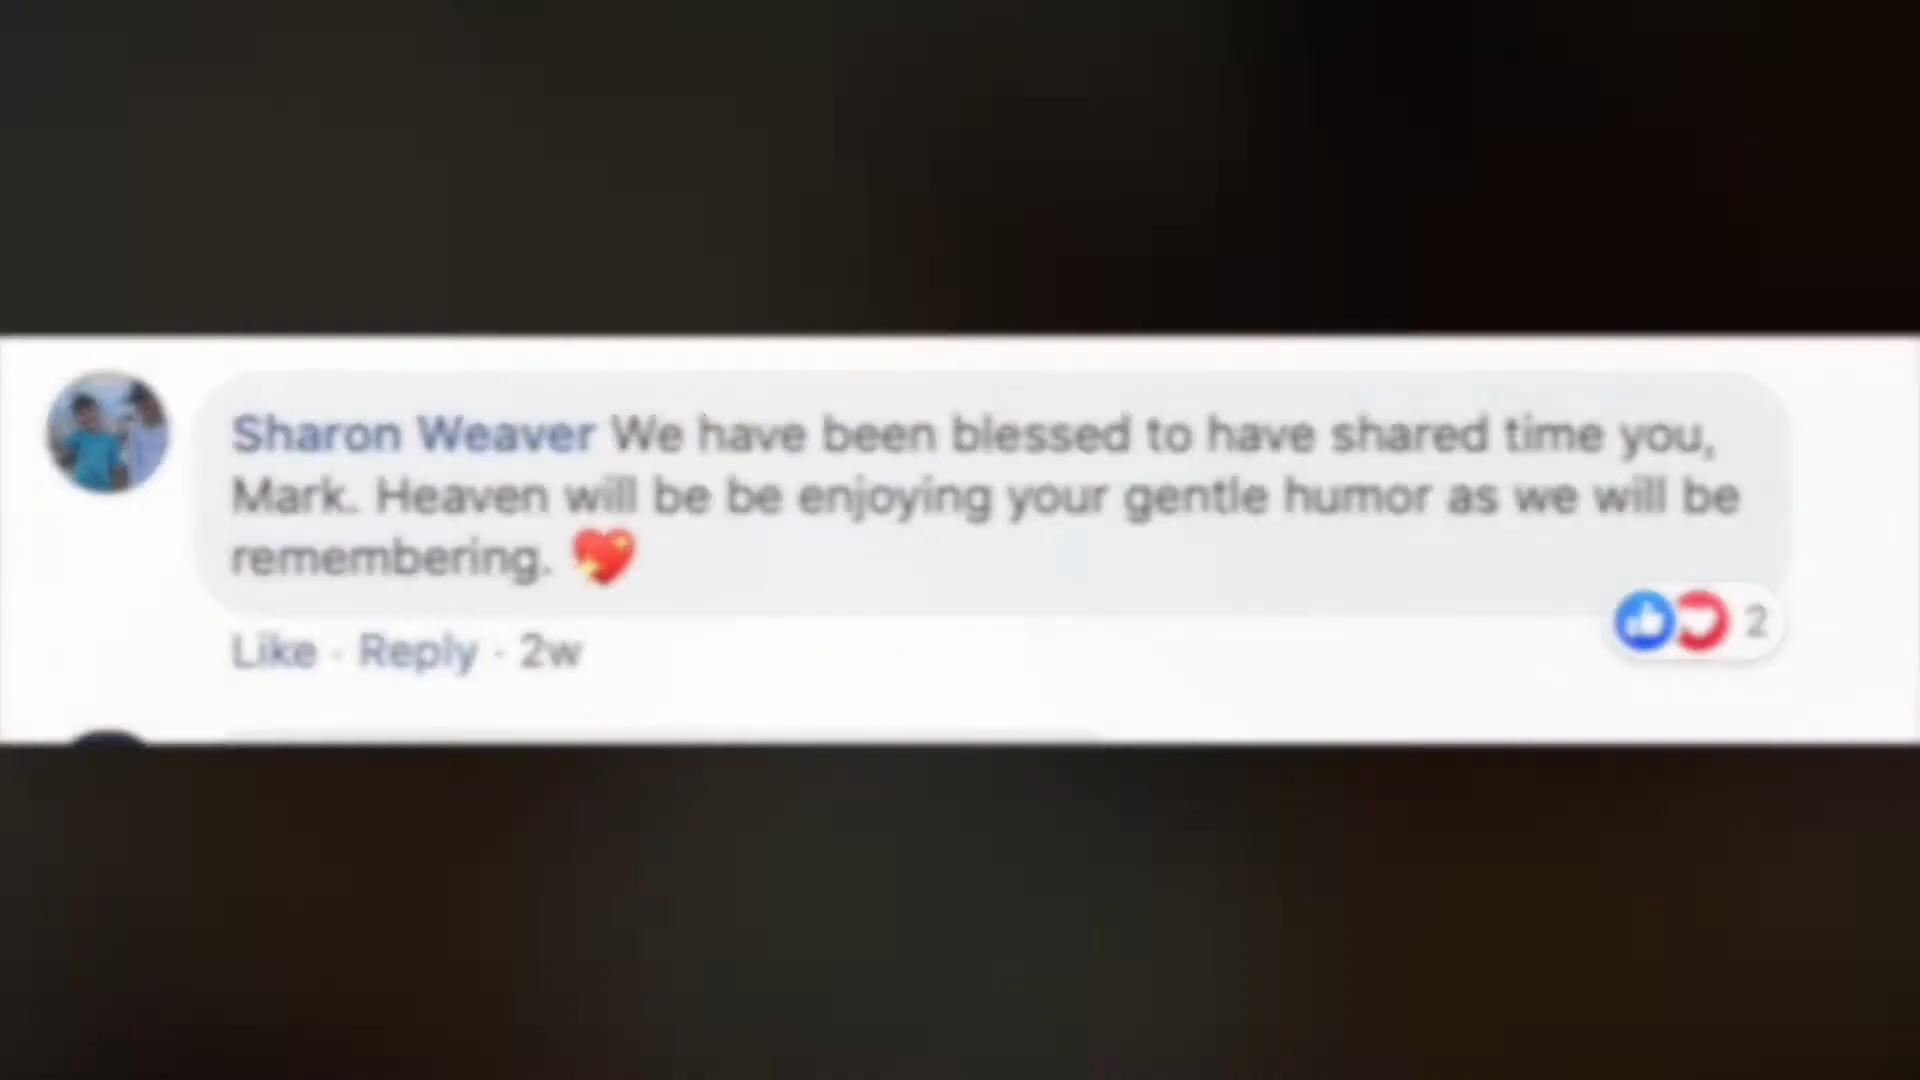 Sharon Weaver We have been blessed to have shared time you,
Mark. Heaven will be be enjoying your gentle humor as we will be
remembering. 💖
Like · Reply · 2w
2